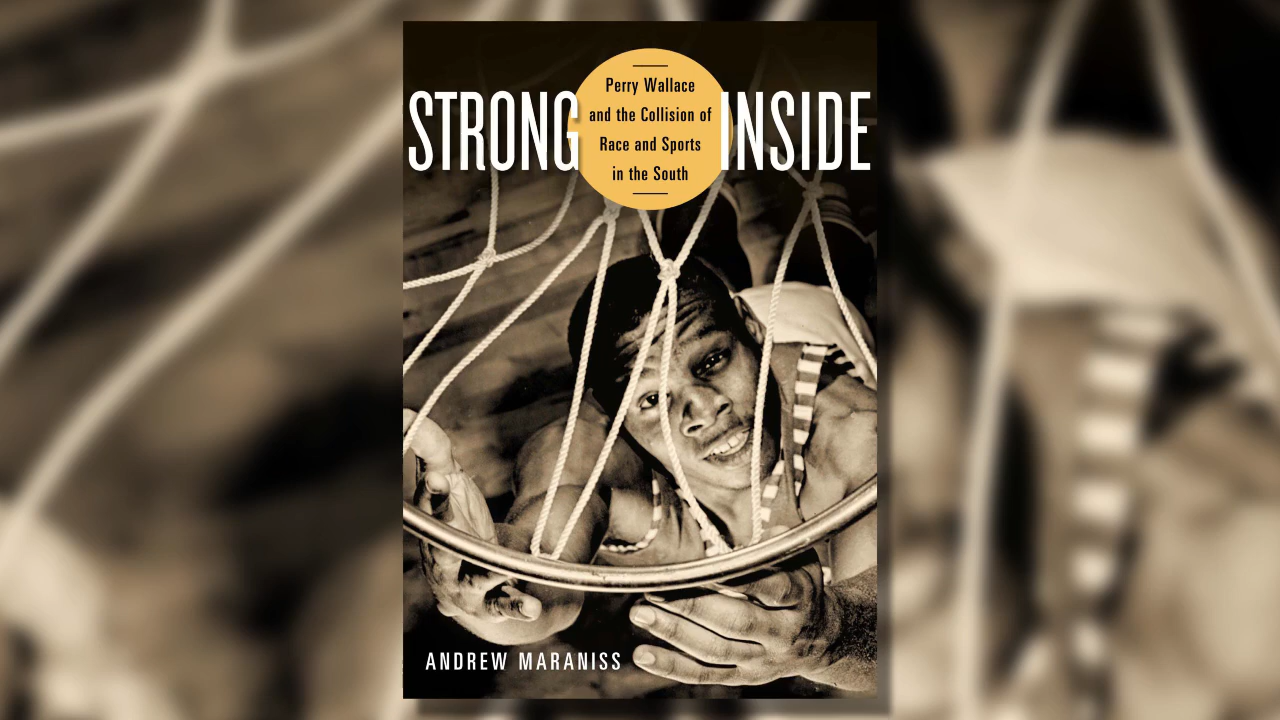 STRONG INSIDE
Perry Wallace
and the Collision of
Race and Sports
in the South
ANDREW MARANISS